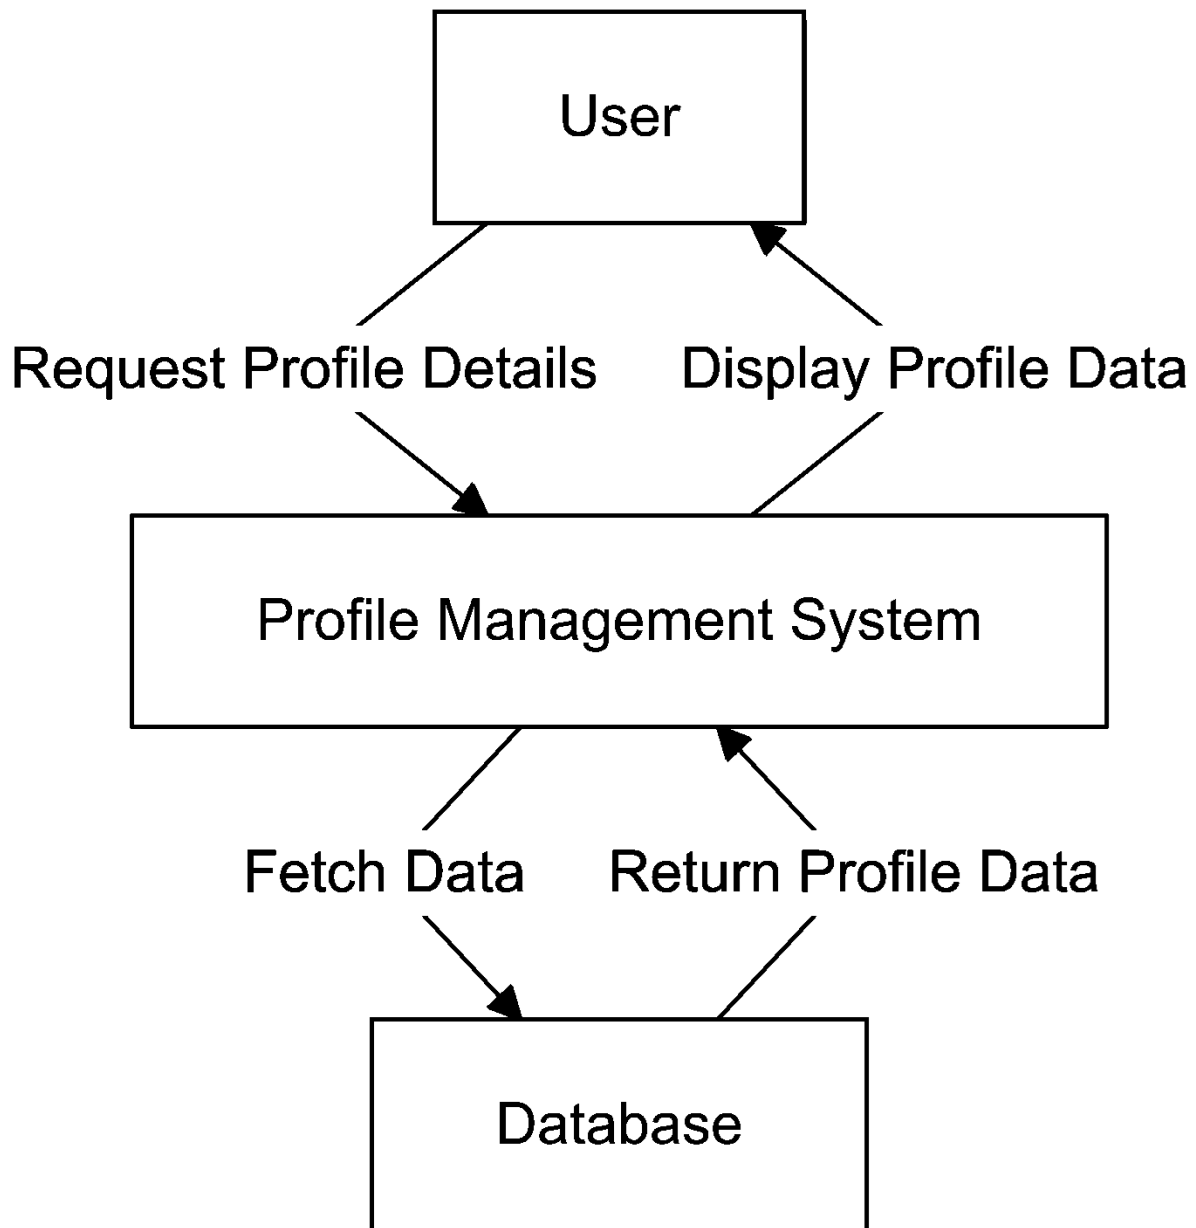 User
Request Profile Details
Display Profile Data
Profile Management System
Fetch Data
Return Profile Data
Database